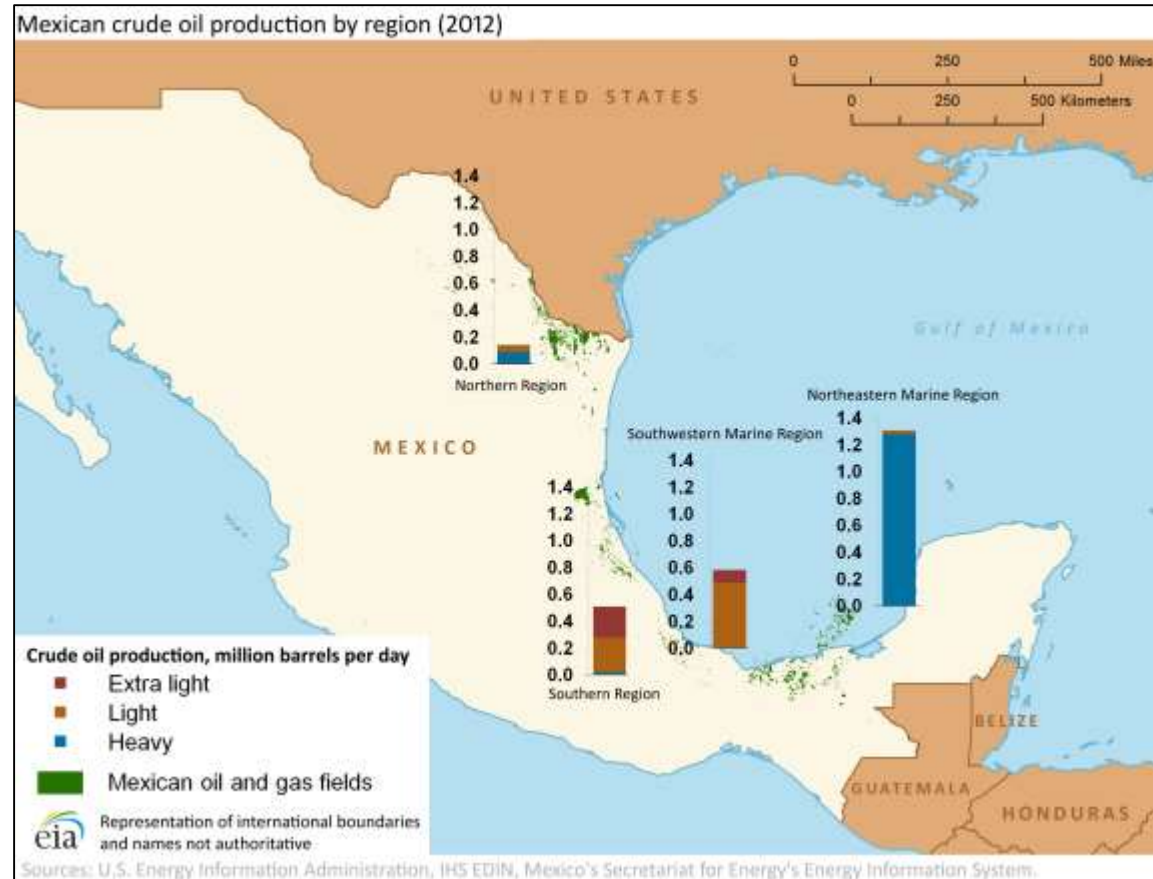 Mexican crude oil production by region (2012)
0 250 500 Miles
0 250 500 Kilometers
UNITED STATES
1.4
1.2
1.0
0.8
0.6
0.4
0.2
0.0
Northern Region
Gulf of Mexico
MEXICO
Northeastern Marine Region
1.4
1.2
1.0
0.8
0.6
0.4
0.2
0.0
Southwestern Marine Region
1.4
1.2
1.0
0.8
0.6
0.4
0.2
0.0
1.4
1.2
1.0
0.8
0.6
0.4
0.2
0.0
Southern Region
BELIZE
GUATEMALA
HONDURAS
Crude oil production, million barrels per day
Extra light
Light
Heavy
Mexican oil and gas fields
eia
Representation of international boundaries
and names not authoritative
Sources: U.S. Energy Information Administration, IHS EDIN, Mexico's Secretariat for Energy's Energy Information System.